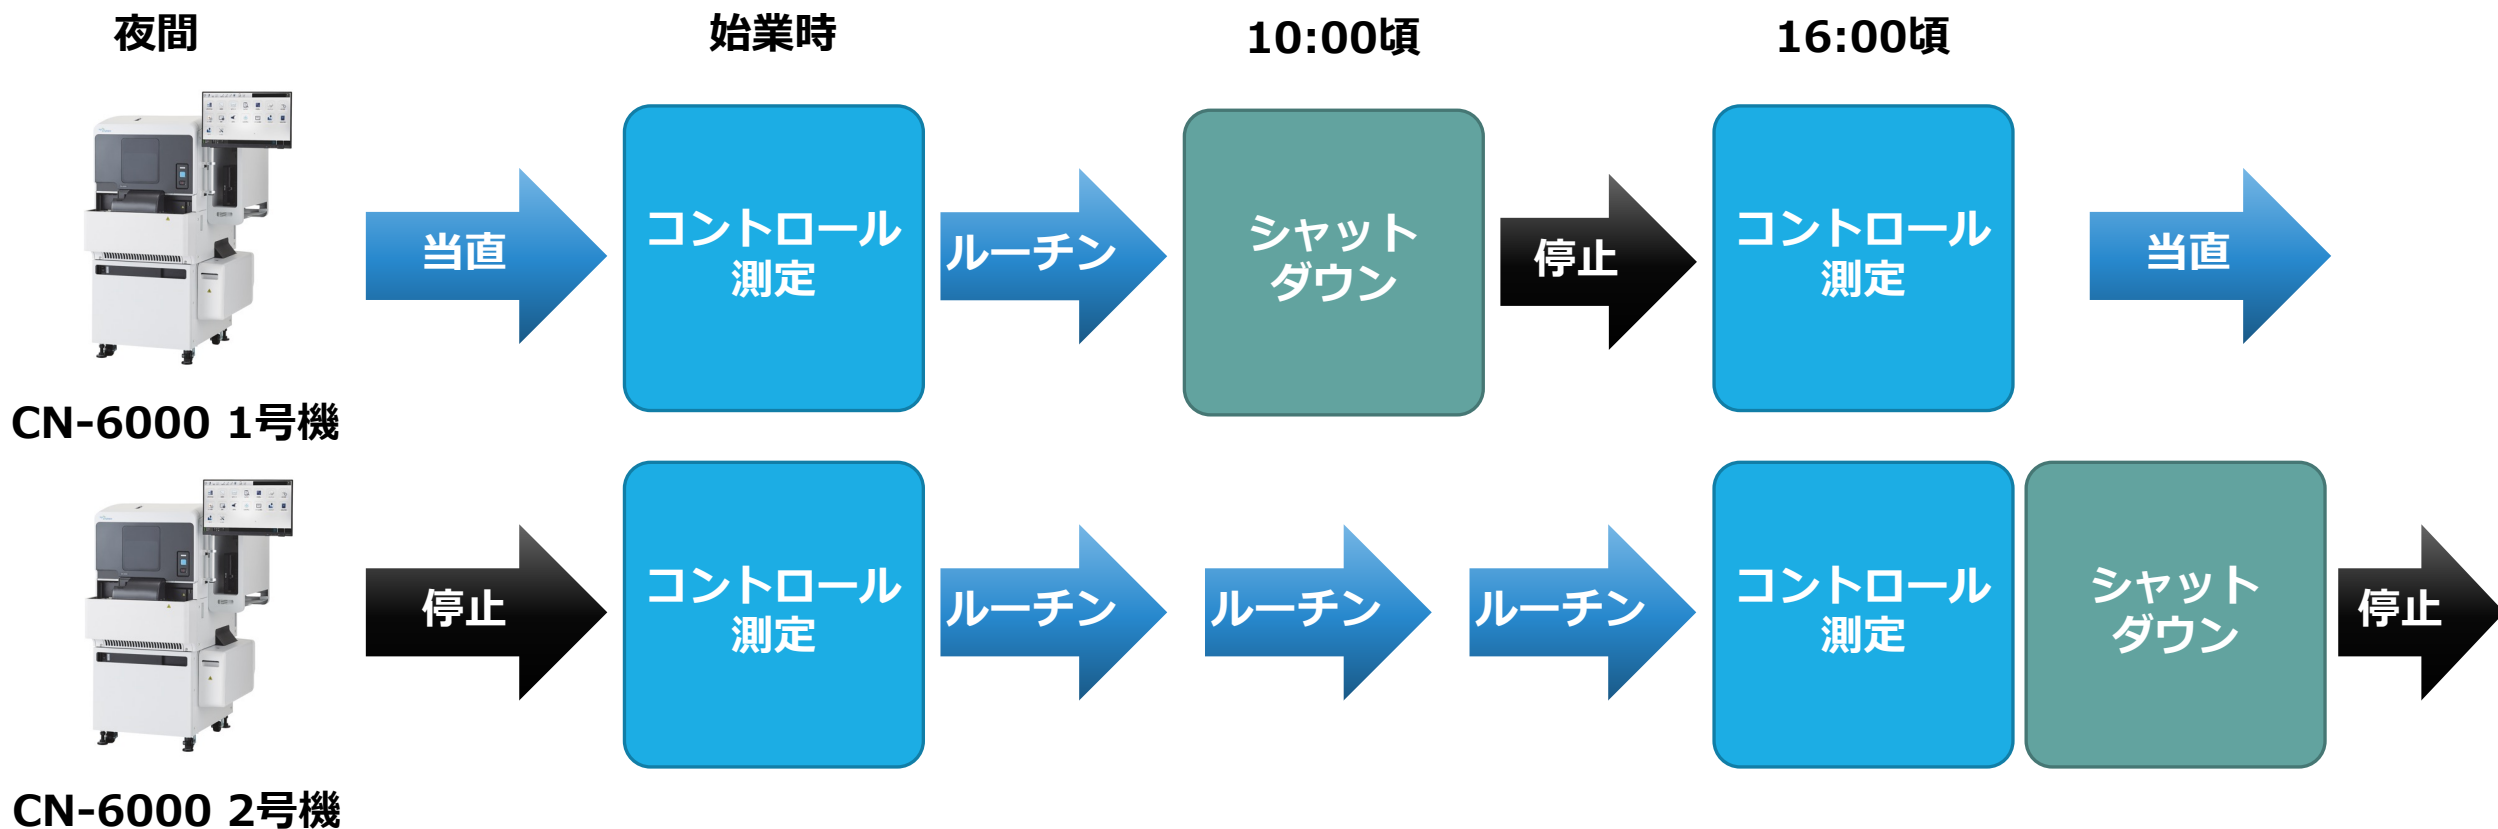 夜間
始業時
10:00頃
16:00頃
当直
コントロール
測定
ルーチン
シャット
ダウン
停止
コントロール
測定
当直
CN-6000 1号機
停止
コントロール
測定
ルーチン
ルーチン
ルーチン
コントロール
測定
シャット
ダウン
停止
CN-6000 2号機